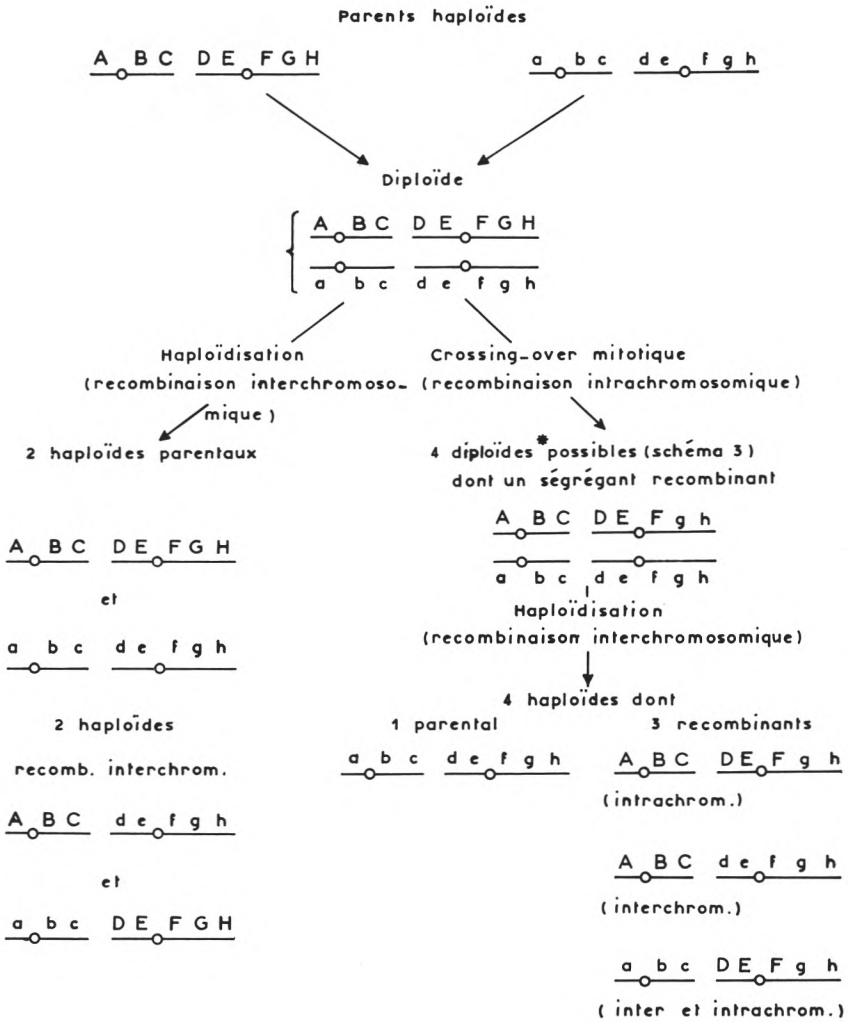 Parents haploïdes
A B C D E F G H
a b c d e f g h
Diploïde
A B C D E F G H
a b c d e f g h
Haploïdisation
(recombinaison interchromoso-
mique)
2 haploïdes parentaux
A B C D E F G H
et
a b c d e f g h
2 haploïdes
recomb. interchrom.
A B C d e f g h
et
a b c D E F G H
Crossing-over mitotique
(recombinaison intrachromosomique)
4 diploïdes * possibles (schéma 3)
dont un ségrégant recombinant
A B C D E F g h
a b c d e f g h
Haploïdisation
(recombinaison interchromosomique)
4 haploïdes dont
1 parental
a b c d e f g h
3 recombinants
A B C D E F g h
(intrachrom.)
A B C d e f g h
(interchrom.)
a b c D E F g h
(inter et intrachrom.)